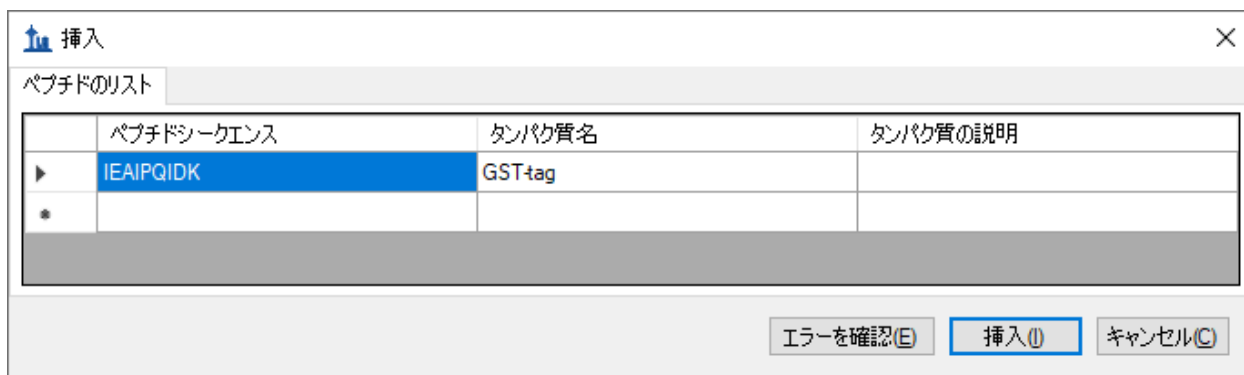 挿入
ペプチドのリスト
ペプチドシークエンス タンパク質名 タンパク質の説明
IEAIPQIDK GST-tag
エラーを確認(E) 挿入(I) キャンセル(C)